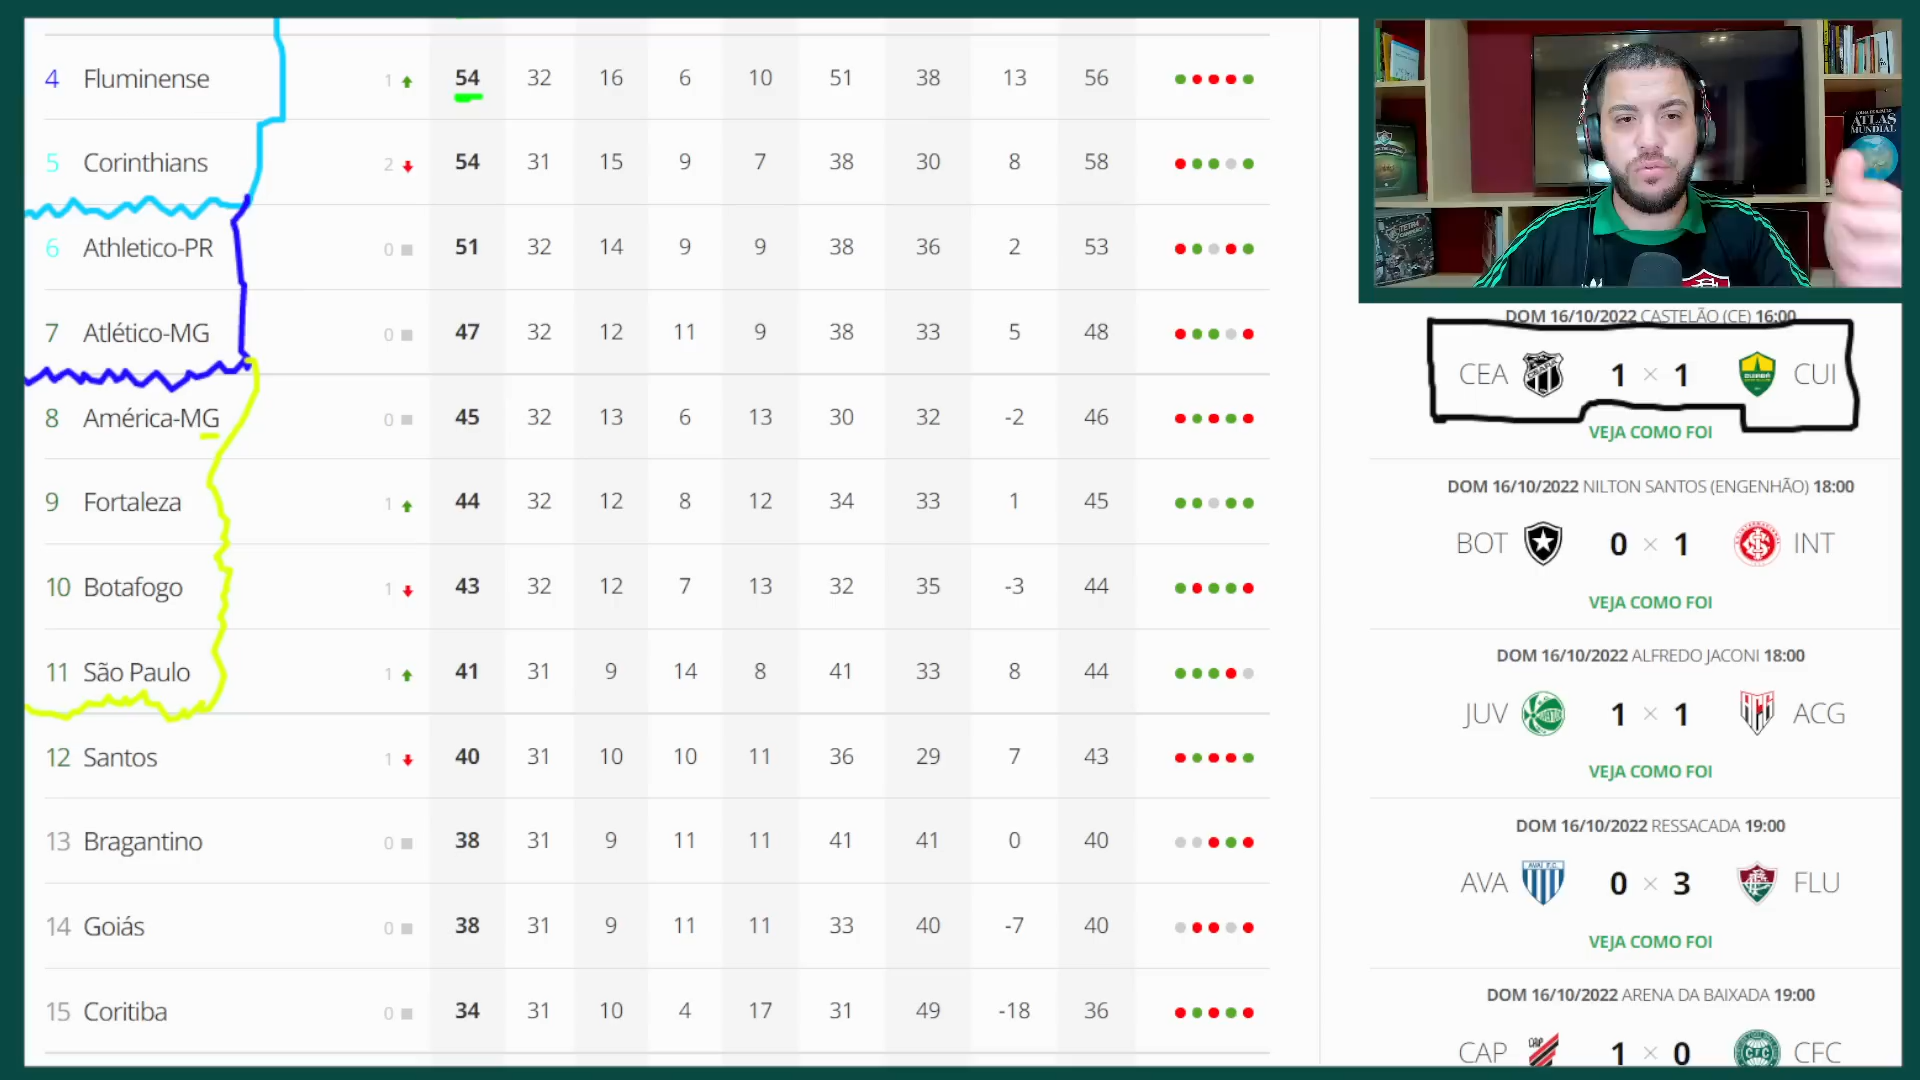 4 Fluminense 1 54 32 16 6 10 51 38 13 56
5 Corinthians 2 54 31 15 9 7 38 30 8 58
6 Athletico-PR 0 51 32 14 9 9 38 36 2 53
7 Atlético-MG 0 47 32 12 11 9 38 33 5 48
8 América-MG 0 45 32 13 6 13 30 32 -2 46
9 Fortaleza 1 44 32 12 8 12 34 33 1 45
10 Botafogo 1 43 32 12 7 13 32 35 -3 44
11 São Paulo 1 41 31 9 14 8 41 33 8 44
12 Santos 1 40 31 10 10 11 36 29 7 43
13 Bragantino 0 38 31 9 11 11 41 41 0 40
14 Goiás 0 38 31 9 11 11 33 40 -7 40
15 Coritiba 0 34 31 10 4 17 31 49 -18 36
ATLAS
MUNDIAL
DOM 16/10/2022 CASTELÃO (CE) 16:00
CEA 1 × 1 CUI
VEJA COMO FOI
DOM 16/10/2022 NILTON SANTOS (ENGENHÃO) 18:00
BOT 0 × 1 INT
VEJA COMO FOI
DOM 16/10/2022 ALFREDO JACONI 18:00
JUV 1 × 1 ACG
VEJA COMO FOI
DOM 16/10/2022 RESSACADA 19:00
AVA 0 × 3 FLU
VEJA COMO FOI
DOM 16/10/2022 ARENA DA BAIXADA 19:00
CAP 1 × 0 CFC